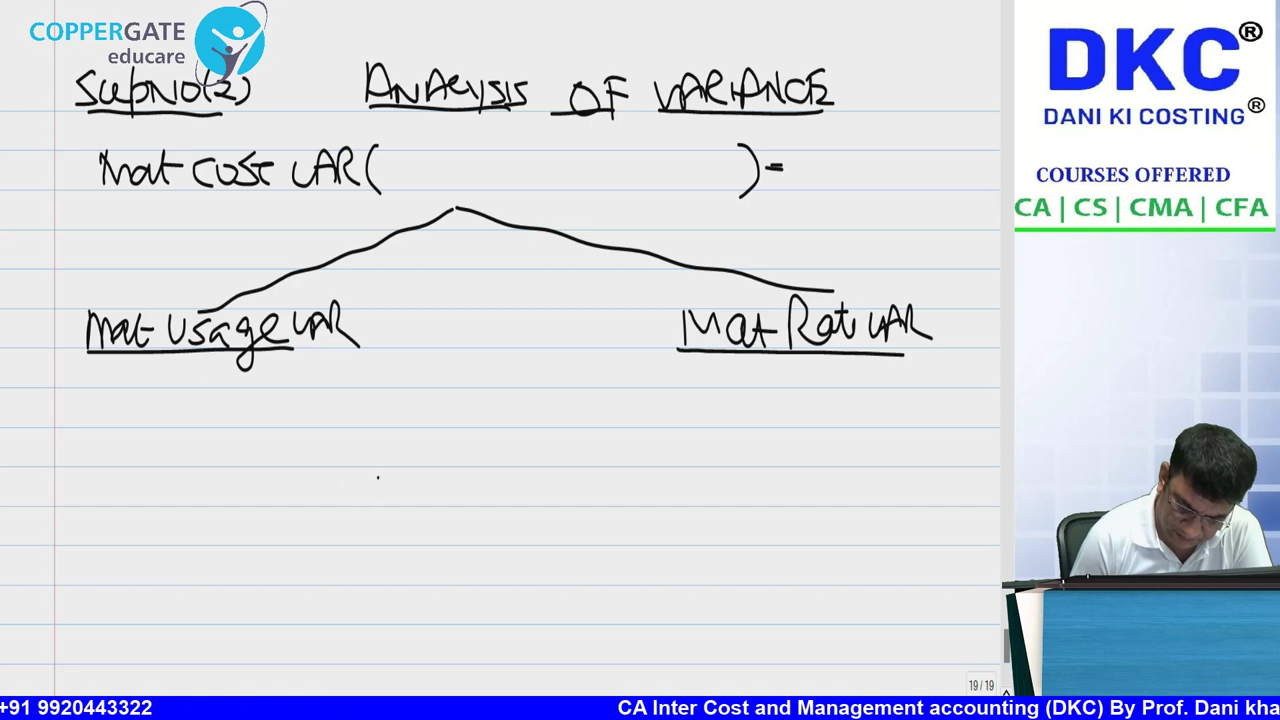 COPPERGATE
educare
SubNo(2) ANALYSIS OF VARIANCE
Mat Cost VAR( ) =
Mat Usage VAR Mat Rat VAR
19 / 19
DKC®
DANI KI COSTING®
COURSES OFFERED
CA | CS | CMA | CFA
+91 9920443322 CA Inter Cost and Management accounting (DKC) By Prof. Dani kha